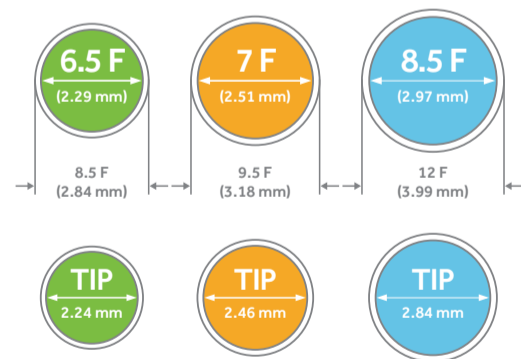 6.5 F
(2.29 mm)
7 F
(2.51 mm)
8.5 F
(2.97 mm)
8.5 F
(2.84 mm)
9.5 F
(3.18 mm)
12 F
(3.99 mm)
TIP
2.24 mm
TIP
2.46 mm
TIP
2.84 mm